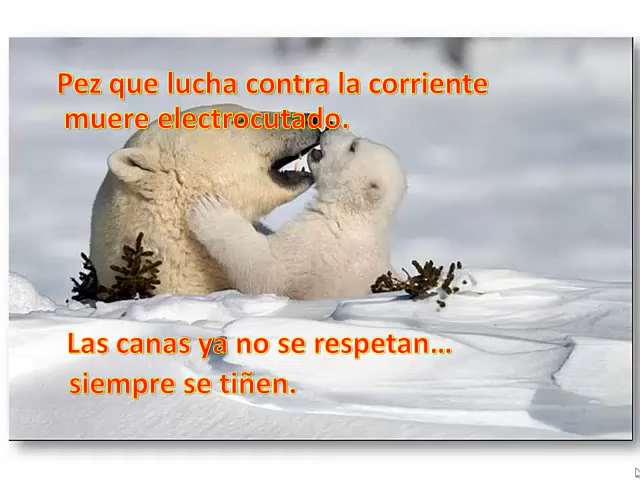 Pez que lucha contra la corriente
muere electrocutado.
Las canas ya no se respetan...
siempre se tiñen.